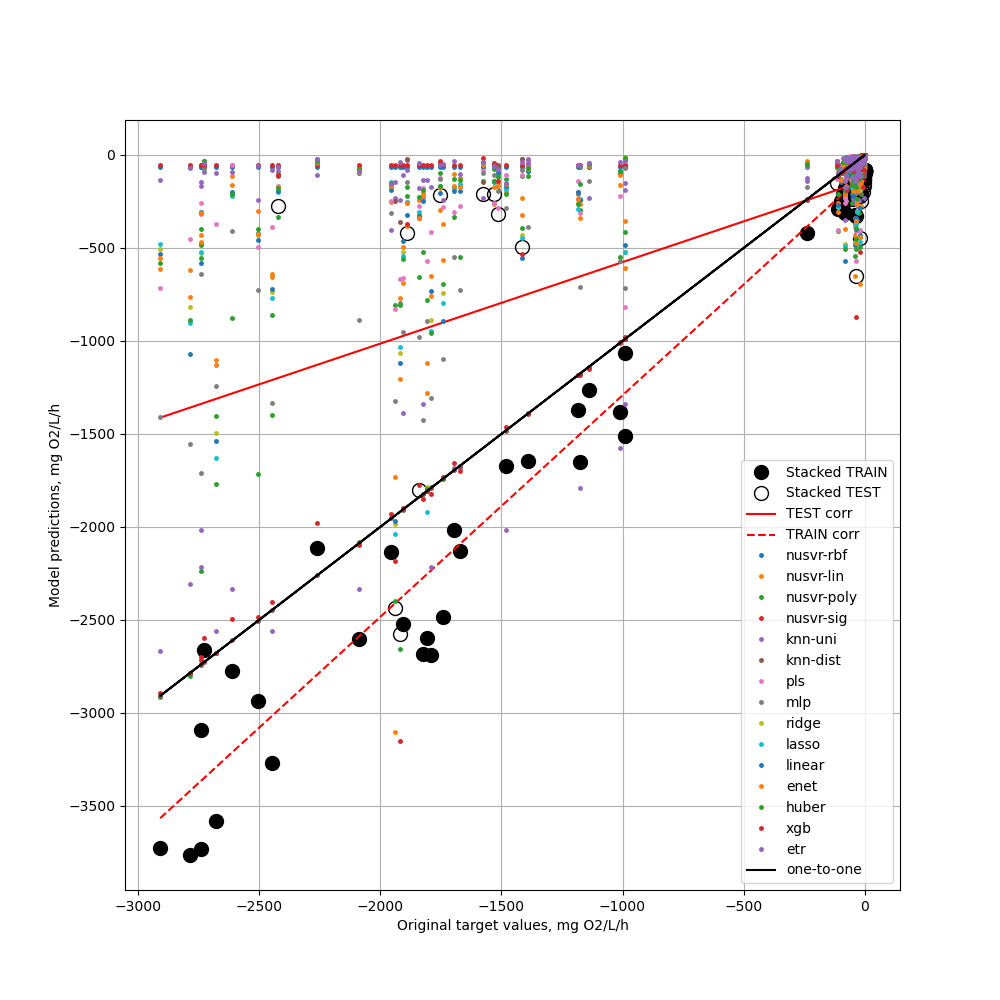 0
−500
−1000
−1500
−2000
−2500
−3000
−3500
Model predictions, mg O2/L/h
−3000
−2500
−2000
−1500
−1000
−500
0
Original target values, mg O2/L/h
Stacked TRAIN
Stacked TEST
TEST corr
TRAIN corr
nusvr-rbf
nusvr-lin
nusvr-poly
nusvr-sig
knn-uni
knn-dist
pls
mlp
ridge
lasso
linear
enet
huber
xgb
etr
one-to-one